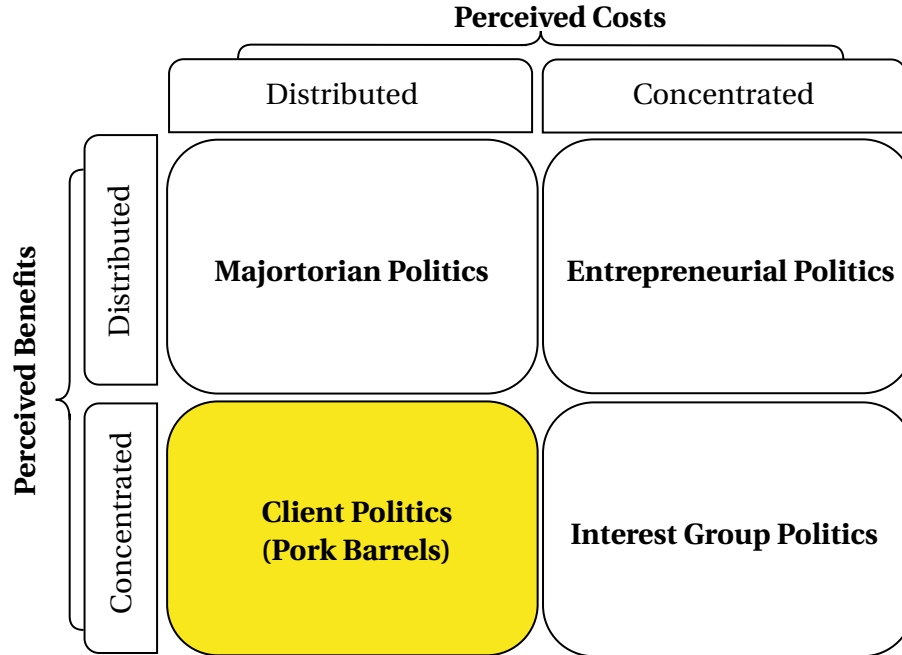 Perceived Costs
Distributed
Concentrated
Perceived Benefits
Distributed
Majortorian Politics
Entrepreneurial Politics
Concentrated
Client Politics
(Pork Barrels)
Interest Group Politics